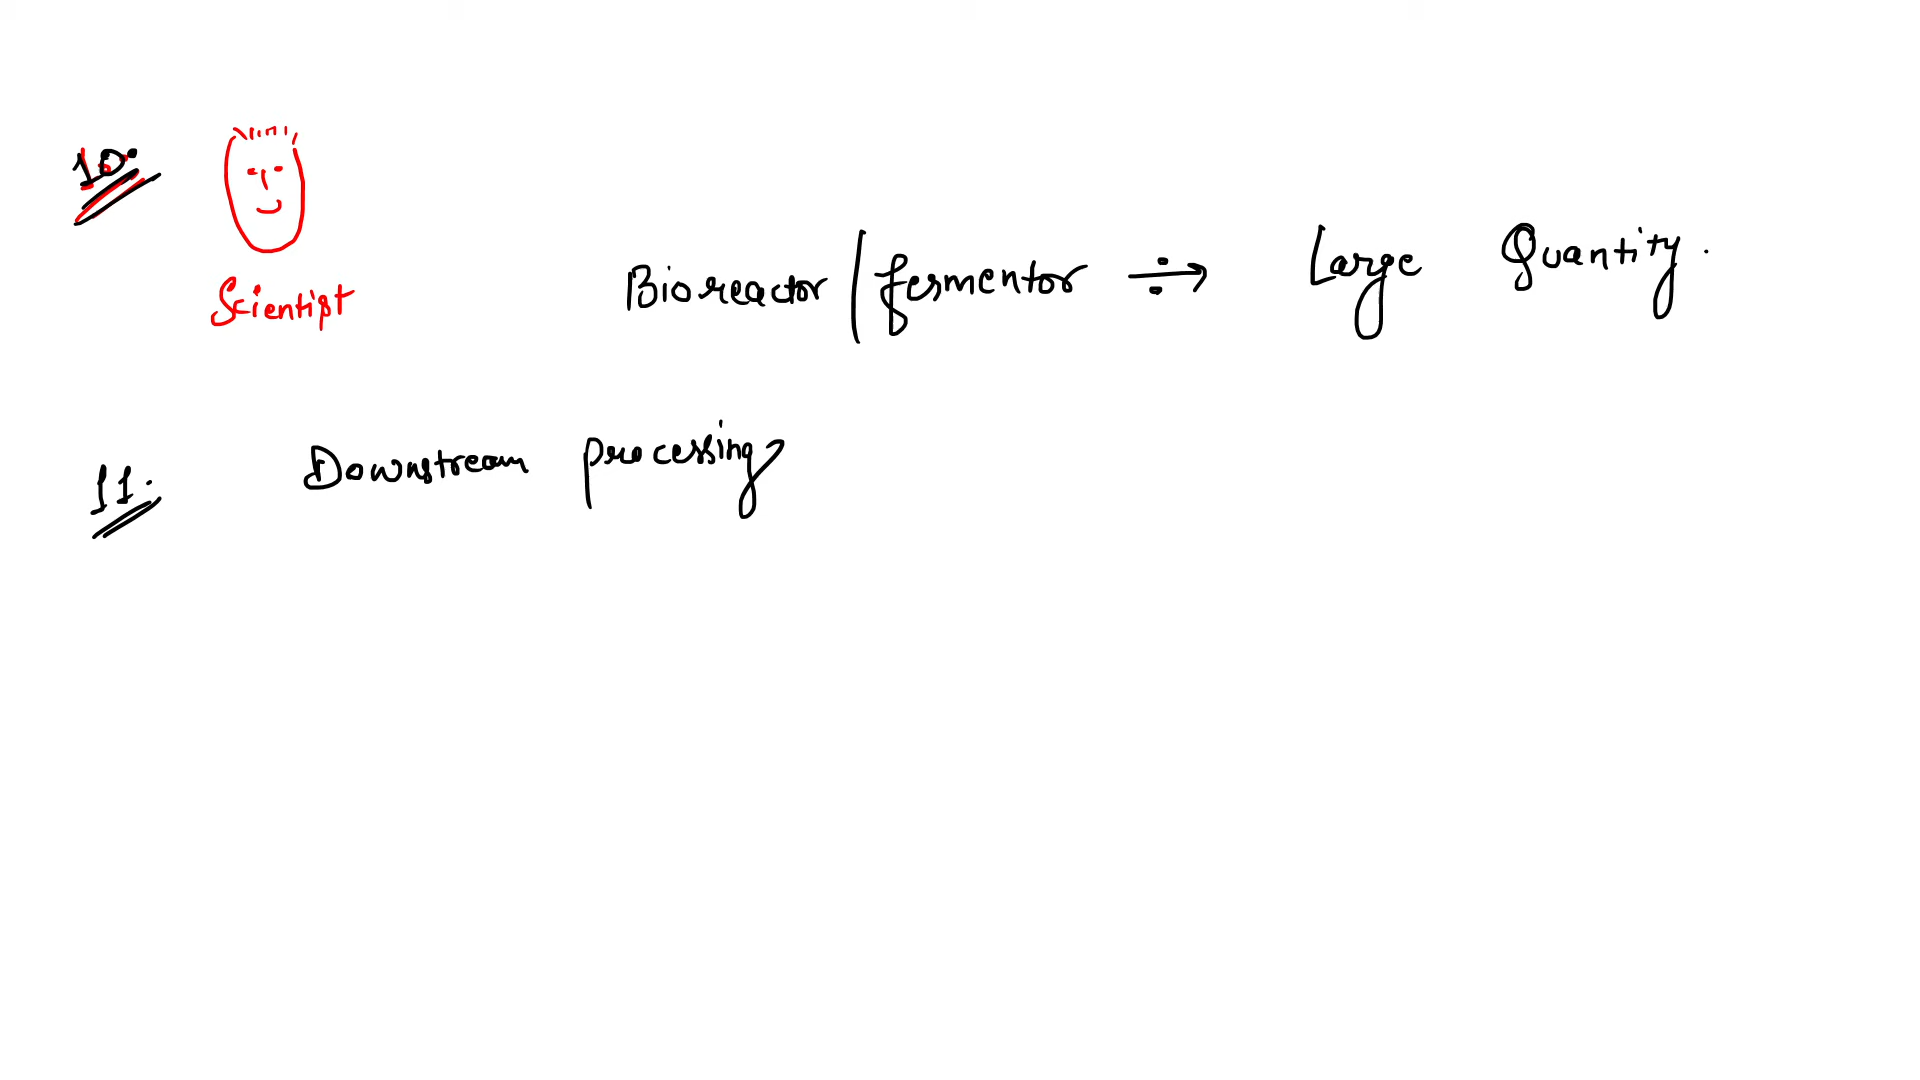 10.
Scientist
Bioreactor / fermentor ÷→ Large Quantity.
11. Downstream processing